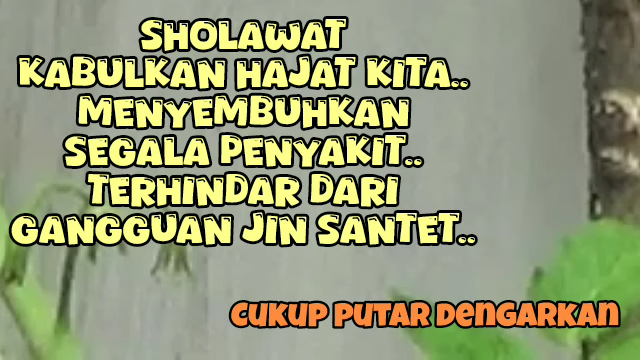 SHOLAWAT
KABULKAN HAJAT KITA..
MENYEMBUHKAN
SEGALA PENYAKIT..
TERHINDAR DARI
GANGGUAN JIN SANTET..
CUKUP PUTAR DENGARKAN